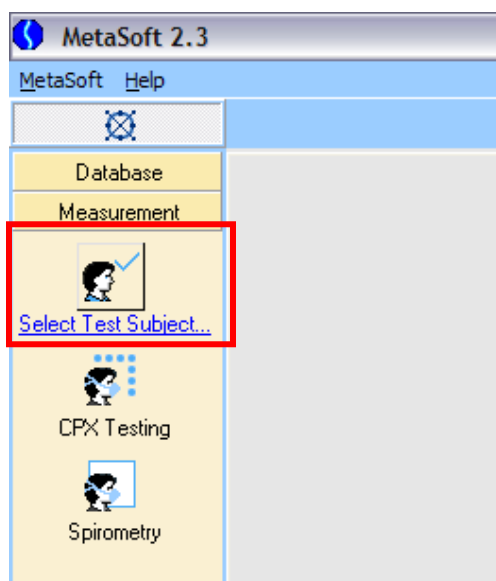 MetaSoft 2.3
MetaSoft Help
Database
Measurement
Select Test Subject...
CPX Testing
Spirometry